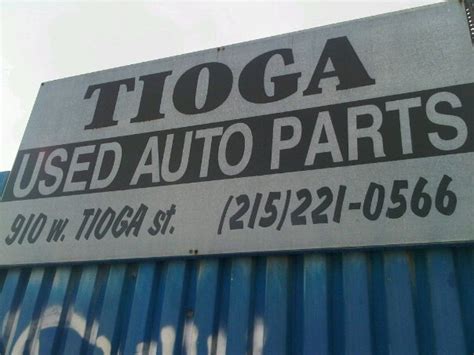 TIOGA
USED AUTO PARTS
910 w. TIOGA st. (215)221-0566